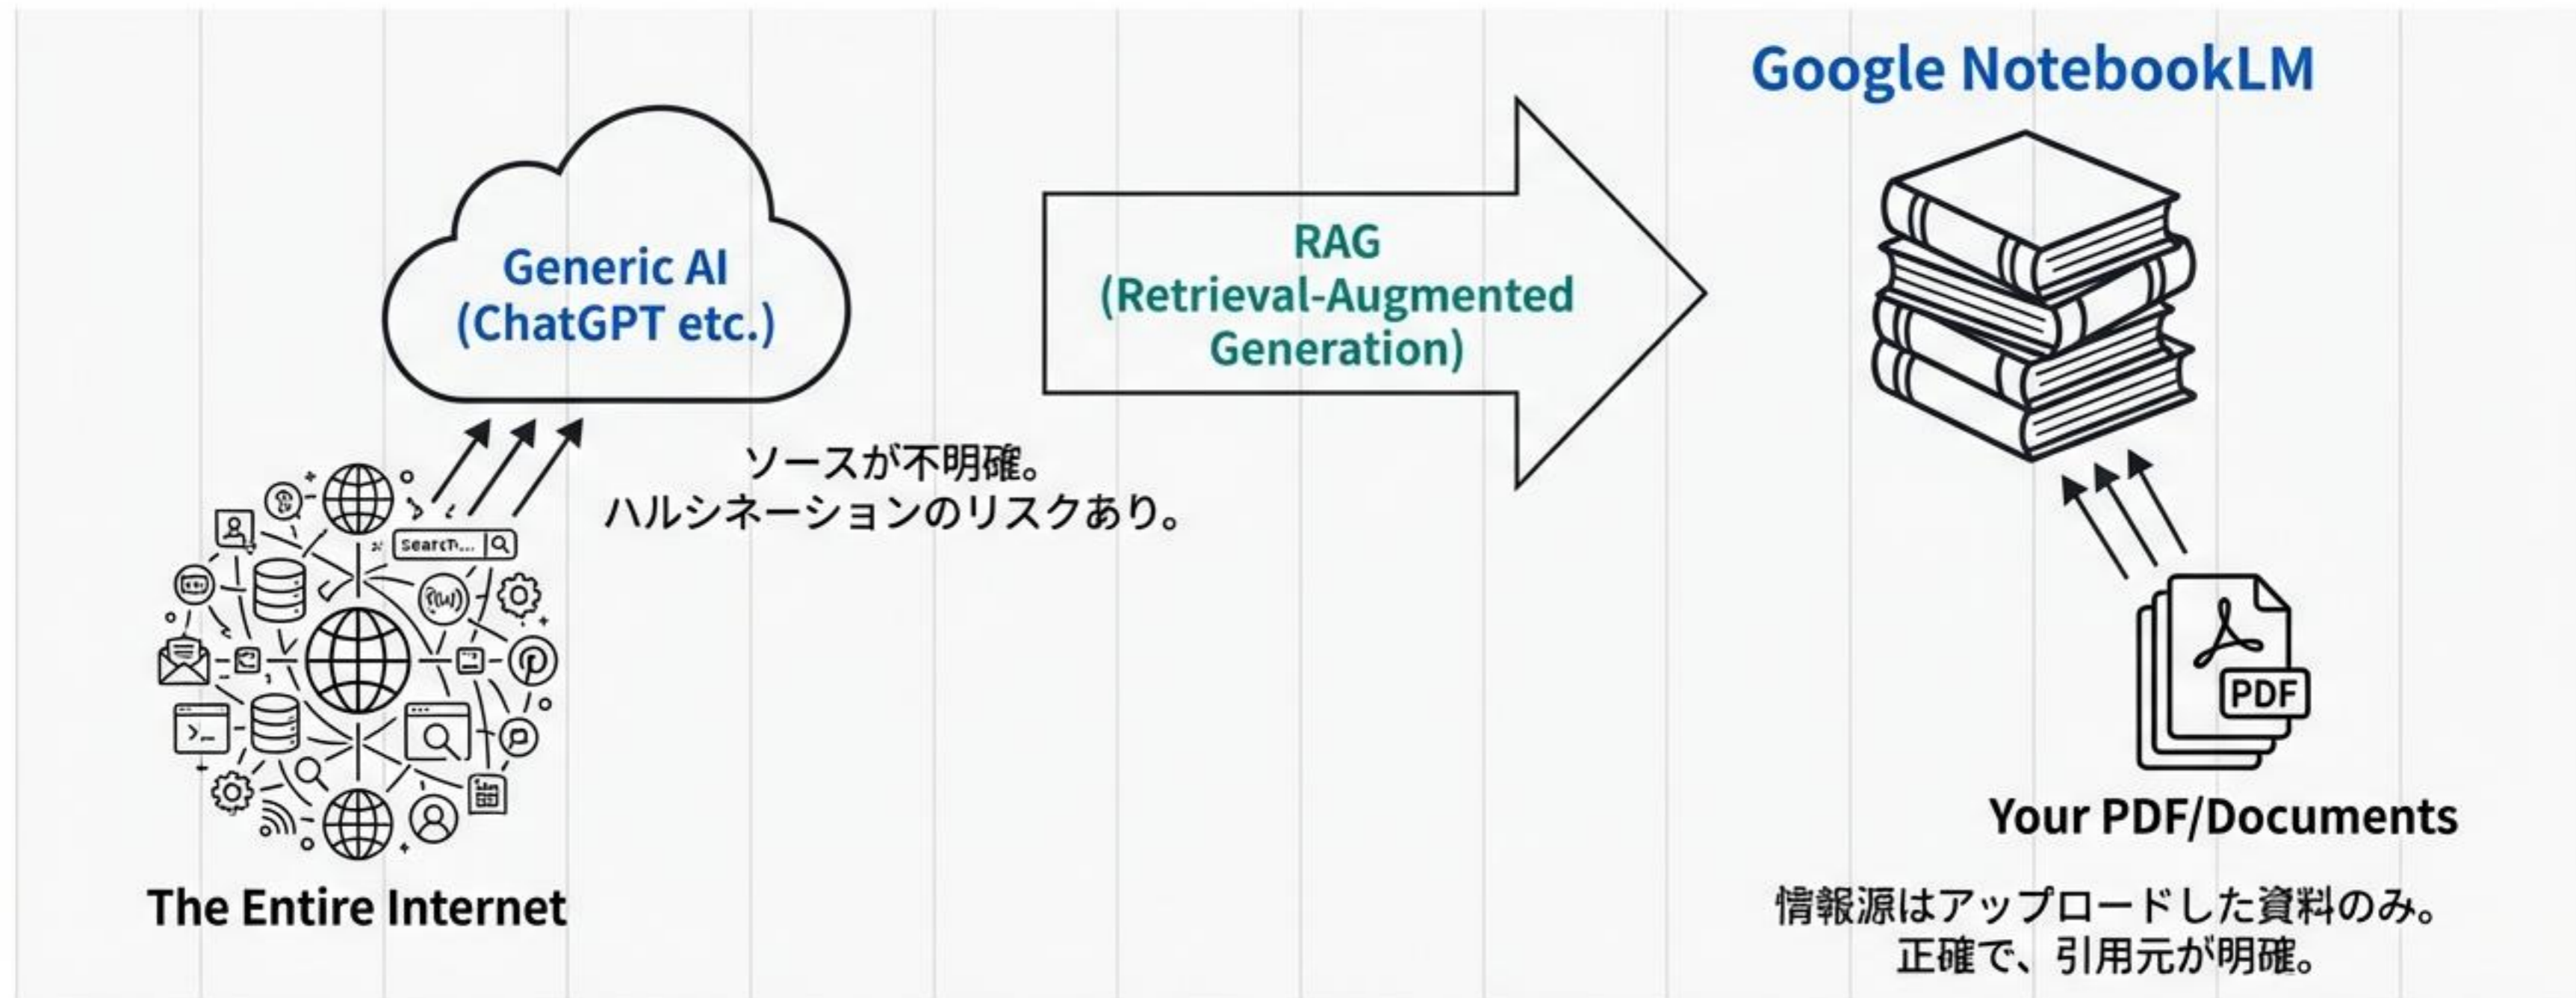 Google NotebookLM
Generic AI
(ChatGPT etc.)
RAG
(Retrieval-Augmented
Generation)
ソースが不明確。
ハルシネーションのリスクあり。
PDF
The Entire Internet
Your PDF/Documents
情報源はアップロードした資料のみ。
正確で、引用元が明確。